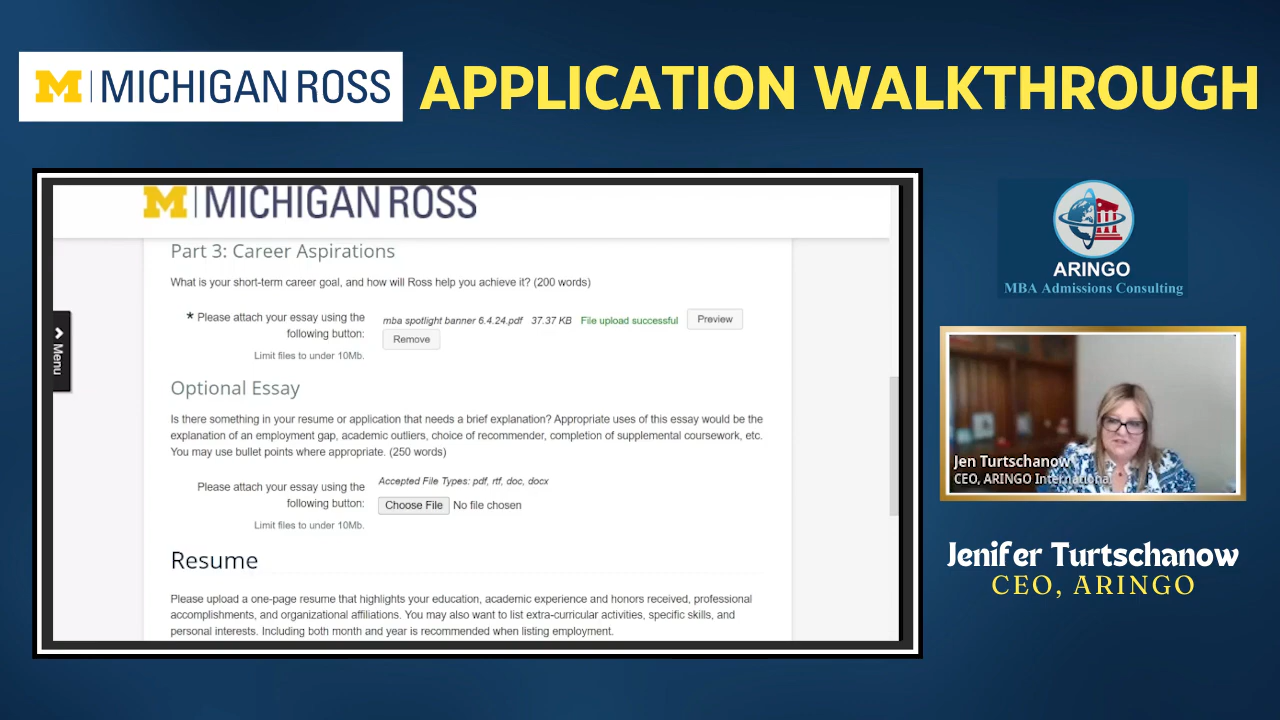 M | MICHIGAN ROSS
APPLICATION WALKTHROUGH
M | MICHIGAN ROSS
Part 3: Career Aspirations
What is your short-term career goal, and how will Ross help you achieve it? (200 words)
* Please attach your essay using the
following button:
Limit files to under 10Mb.
mba spotlight banner 6.4.24.pdf 37.37 KB File upload successful Preview
Remove
Menu
Optional Essay
Is there something in your resume or application that needs a brief explanation? Appropriate uses of this essay would be the
explanation of an employment gap, academic outliers, choice of recommender, completion of supplemental coursework, etc.
You may use bullet points where appropriate. (250 words)
Please attach your essay using the
following button:
Limit files to under 10Mb.
Accepted File Types: pdf, rtf, doc, docx
Choose File No file chosen
Resume
Please upload a one-page resume that highlights your education, academic experience and honors received, professional
accomplishments, and organizational affiliations. You may also want to list extra-curricular activities, specific skills, and
personal interests. Including both month and year is recommended when listing employment.
ARINGO
MBA Admissions Consulting
Jen Turtschanow
CEO, ARINGO International
Jenifer Turtschanow
CEO, ARINGO